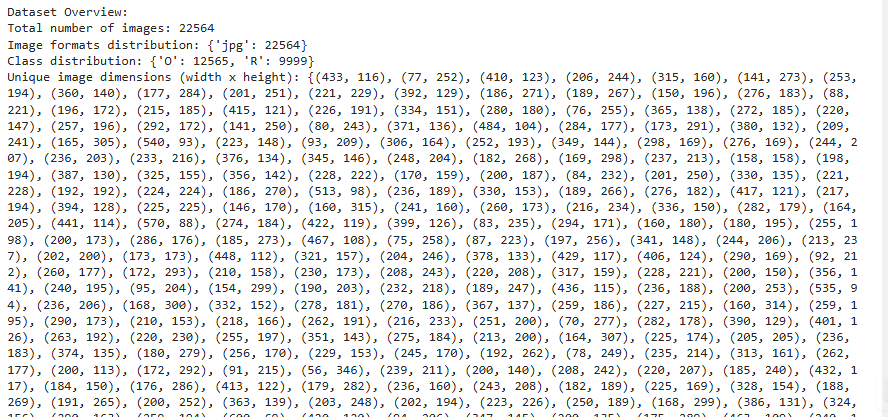 Dataset Overview:
Total number of images: 22564
Image formats distribution: {'jpg': 22564}
Class distribution: {'O': 12565, 'R': 9999}
Unique image dimensions (width x height): {(433, 116), (77, 252), (410, 123), (206, 244), (315, 160), (141, 273), (253,
194), (360, 140), (177, 284), (201, 251), (221, 229), (392, 129), (186, 271), (189, 267), (150, 196), (276, 183), (88,
221), (196, 172), (215, 185), (415, 121), (226, 191), (334, 151), (280, 180), (76, 255), (365, 138), (272, 185), (220,
147), (257, 196), (292, 172), (141, 250), (80, 243), (371, 136), (484, 104), (284, 177), (173, 291), (380, 132), (209,
241), (165, 305), (540, 93), (223, 148), (93, 209), (306, 164), (252, 193), (349, 144), (298, 169), (276, 169), (244, 2
07), (236, 203), (233, 216), (376, 134), (345, 146), (248, 204), (182, 268), (169, 298), (237, 213), (158, 158), (198,
194), (387, 130), (325, 155), (356, 142), (228, 222), (170, 159), (200, 187), (84, 232), (201, 250), (330, 135), (221,
228), (192, 192), (224, 224), (186, 270), (513, 98), (236, 189), (330, 153), (189, 266), (276, 182), (417, 121), (217,
194), (394, 128), (225, 225), (146, 170), (160, 315), (241, 160), (260, 173), (216, 234), (336, 150), (282, 179), (164,
205), (441, 114), (570, 88), (274, 184), (422, 119), (399, 126), (83, 235), (294, 171), (160, 180), (180, 195), (255, 1
98), (200, 173), (286, 176), (185, 273), (467, 108), (75, 258), (87, 223), (197, 256), (341, 148), (244, 206), (213, 23
7), (202, 200), (173, 173), (448, 112), (321, 157), (204, 246), (378, 133), (429, 117), (406, 124), (290, 169), (92, 21
2), (260, 177), (172, 293), (210, 158), (230, 173), (208, 243), (220, 208), (317, 159), (228, 221), (200, 150), (356, 1
41), (240, 195), (95, 204), (154, 299), (190, 203), (232, 218), (189, 247), (436, 115), (236, 188), (200, 253), (535, 9
4), (236, 206), (168, 300), (332, 152), (278, 181), (270, 186), (367, 137), (259, 186), (227, 215), (160, 314), (259, 1
95), (290, 173), (210, 153), (218, 166), (262, 191), (216, 233), (251, 200), (70, 277), (282, 178), (390, 129), (401, 1
26), (263, 192), (220, 230), (255, 197), (351, 143), (275, 184), (213, 200), (164, 307), (225, 174), (205, 205), (236,
183), (374, 135), (180, 279), (256, 170), (229, 153), (245, 170), (192, 262), (78, 249), (235, 214), (313, 161), (262,
177), (200, 113), (172, 292), (91, 215), (56, 346), (239, 211), (200, 140), (208, 242), (220, 207), (185, 240), (432, 1
17), (184, 150), (176, 286), (413, 122), (179, 282), (236, 160), (243, 208), (182, 189), (225, 169), (328, 154), (188,
269), (191, 265), (200, 252), (363, 139), (203, 248), (202, 194), (223, 226), (250, 189), (168, 299), (386, 131), (324,